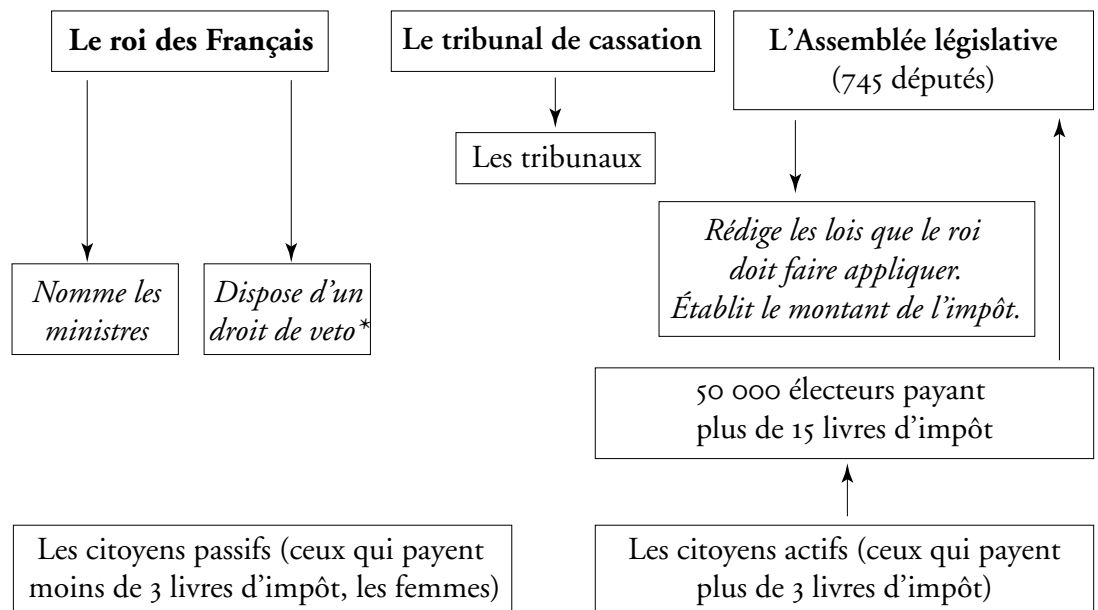 Le roi des Français
Le tribunal de cassation
L’Assemblée législative
(745 députés)
Les tribunaux
Rédige les lois que le roi
doit faire appliquer.
Établit le montant de l’impôt.
Nomme les
ministres
Dispose d’un
droit de veto*
50 000 électeurs payant
plus de 15 livres d’impôt
Les citoyens passifs (ceux qui payent
moins de 3 livres d’impôt, les femmes)
Les citoyens actifs (ceux qui payent
plus de 3 livres d’impôt)